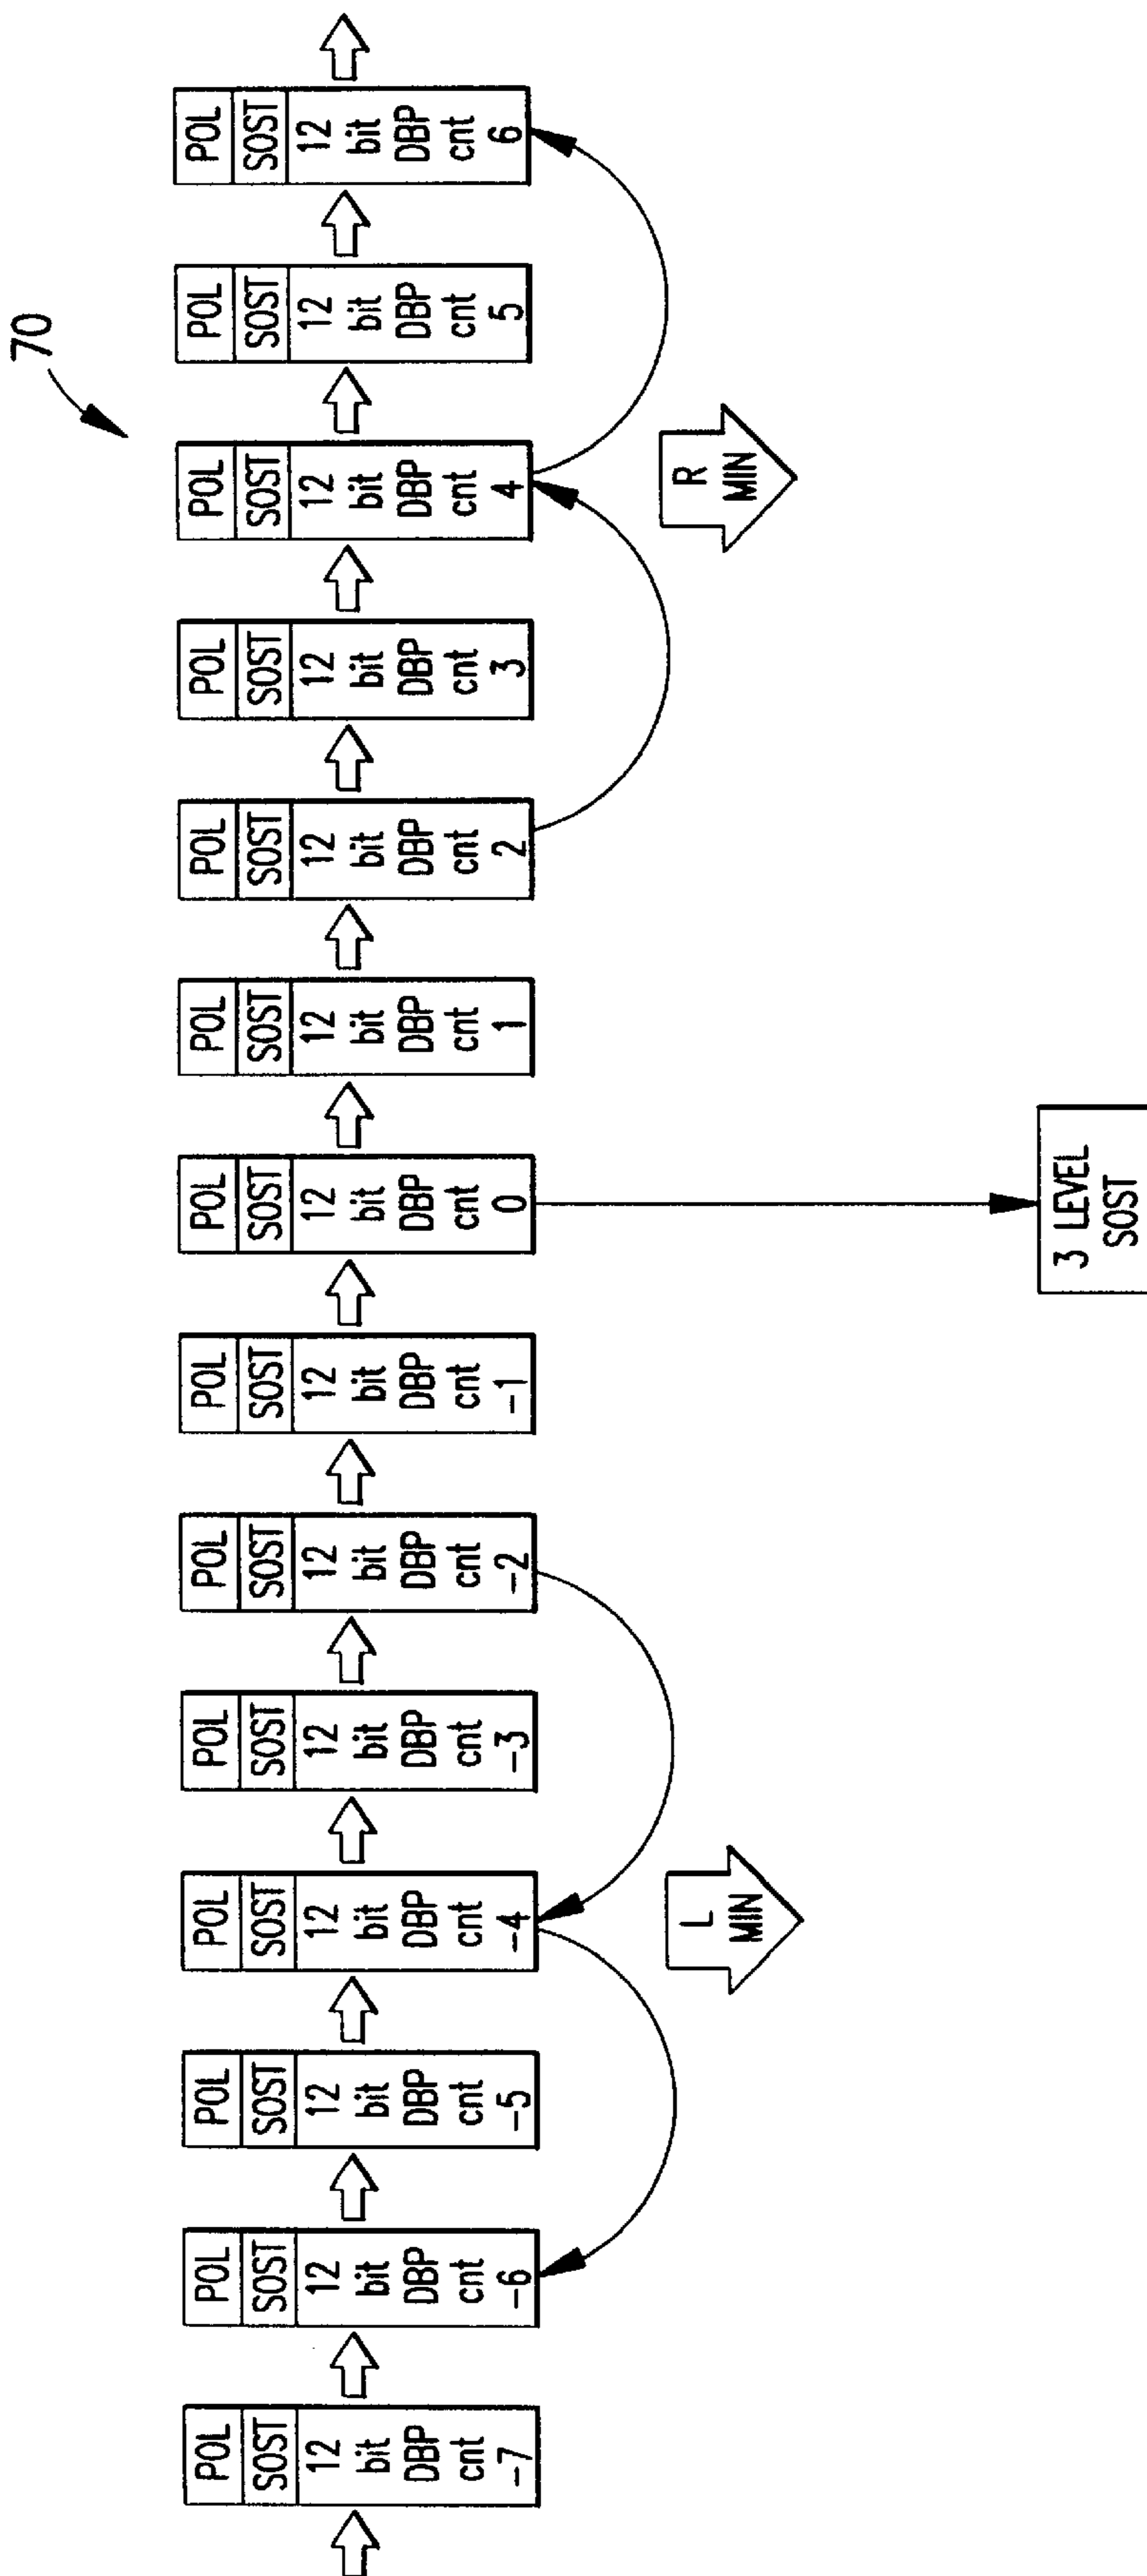 70
POL
SOST
12
bit
DBP
cnt
-7
POL
SOST
12
bit
DBP
cnt
-6
POL
SOST
12
bit
DBP
cnt
-5
POL
SOST
12
bit
DBP
cnt
-4
POL
SOST
12
bit
DBP
cnt
-3
POL
SOST
12
bit
DBP
cnt
-2
POL
SOST
12
bit
DBP
cnt
-1
POL
SOST
12
bit
DBP
cnt
0
POL
SOST
12
bit
DBP
cnt
1
POL
SOST
12
bit
DBP
cnt
2
POL
SOST
12
bit
DBP
cnt
3
POL
SOST
12
bit
DBP
cnt
4
POL
SOST
12
bit
DBP
cnt
5
POL
SOST
12
bit
DBP
cnt
6
L
MIN
R
MIN
3 LEVEL
SOST